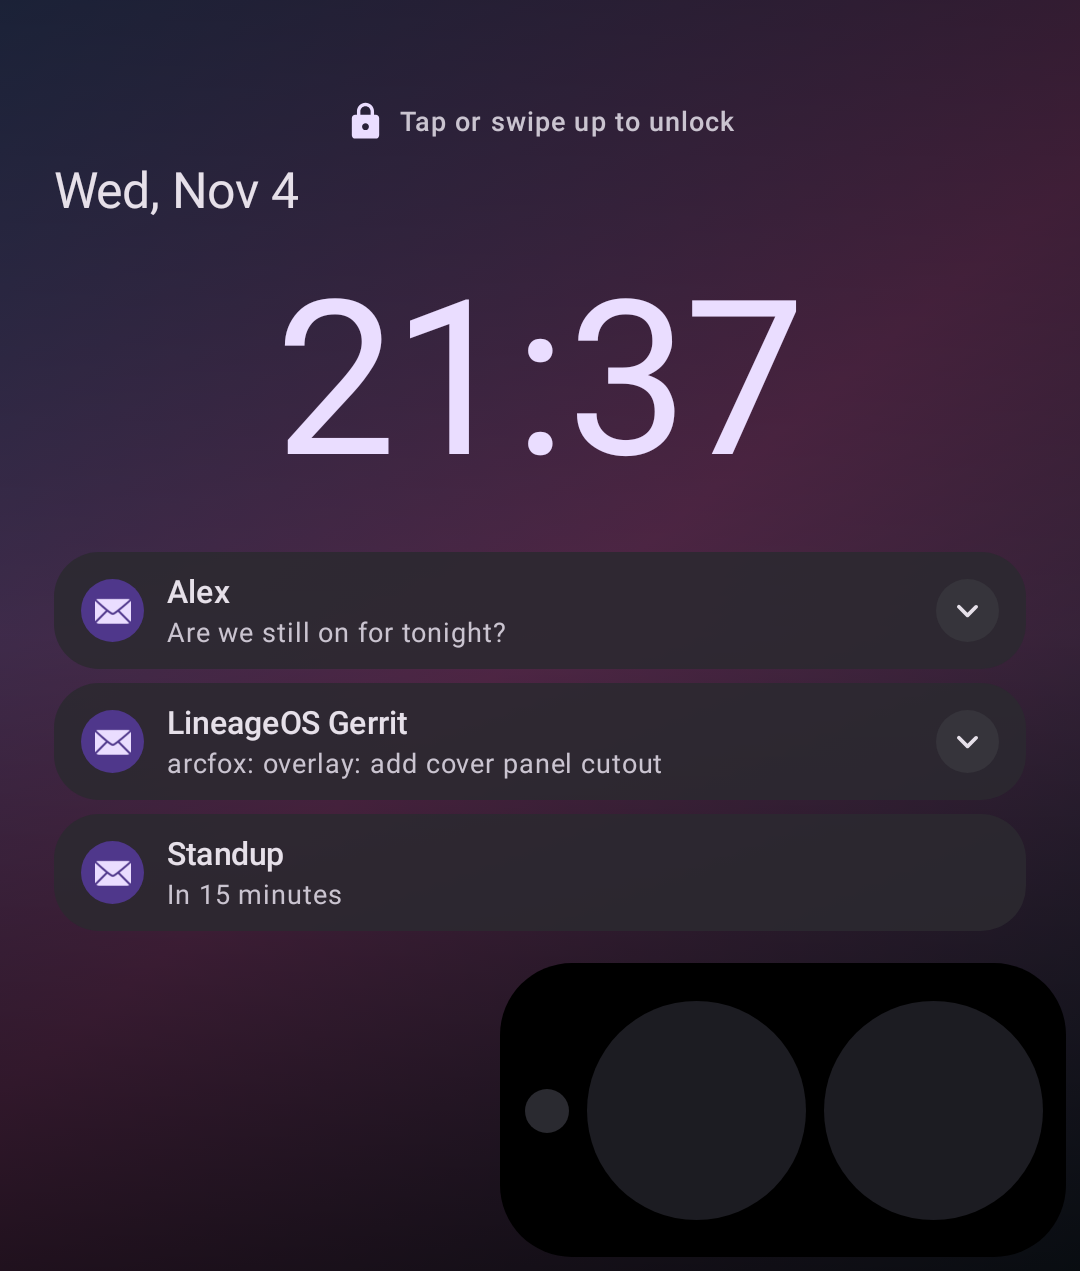 Tap or swipe up to unlock
Wed, Nov 4
21:37
Alex
Are we still on for tonight?
LineageOS Gerrit
arcfox: overlay: add cover panel cutout
Standup
In 15 minutes